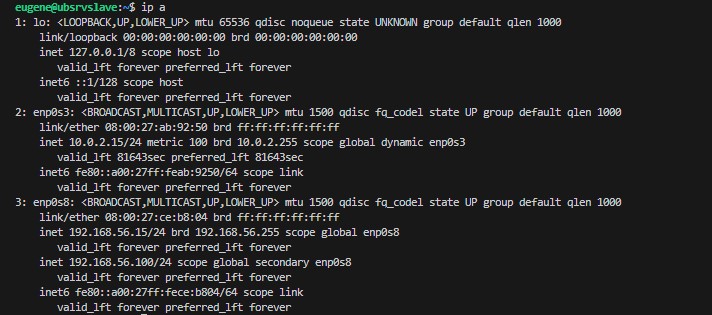 eugene@ubsrvslave:~$ ip a
1: lo: <LOOPBACK,UP,LOWER_UP> mtu 65536 qdisc noqueue state UNKNOWN group default qlen 1000
    link/loopback 00:00:00:00:00:00 brd 00:00:00:00:00:00
    inet 127.0.0.1/8 scope host lo
       valid_lft forever preferred_lft forever
    inet6 ::1/128 scope host
       valid_lft forever preferred_lft forever
2: enp0s3: <BROADCAST,MULTICAST,UP,LOWER_UP> mtu 1500 qdisc fq_codel state UP group default qlen 1000
    link/ether 08:00:27:ab:92:50 brd ff:ff:ff:ff:ff:ff
    inet 10.0.2.15/24 metric 100 brd 10.0.2.255 scope global dynamic enp0s3
       valid_lft 81643sec preferred_lft 81643sec
    inet6 fe80::a00:27ff:feab:9250/64 scope link
       valid_lft forever preferred_lft forever
3: enp0s8: <BROADCAST,MULTICAST,UP,LOWER_UP> mtu 1500 qdisc fq_codel state UP group default qlen 1000
    link/ether 08:00:27:ce:b8:04 brd ff:ff:ff:ff:ff:ff
    inet 192.168.56.15/24 brd 192.168.56.255 scope global enp0s8
       valid_lft forever preferred_lft forever
    inet 192.168.56.100/24 scope global secondary enp0s8
       valid_lft forever preferred_lft forever
    inet6 fe80::a00:27ff:fece:b804/64 scope link
       valid_lft forever preferred_lft forever